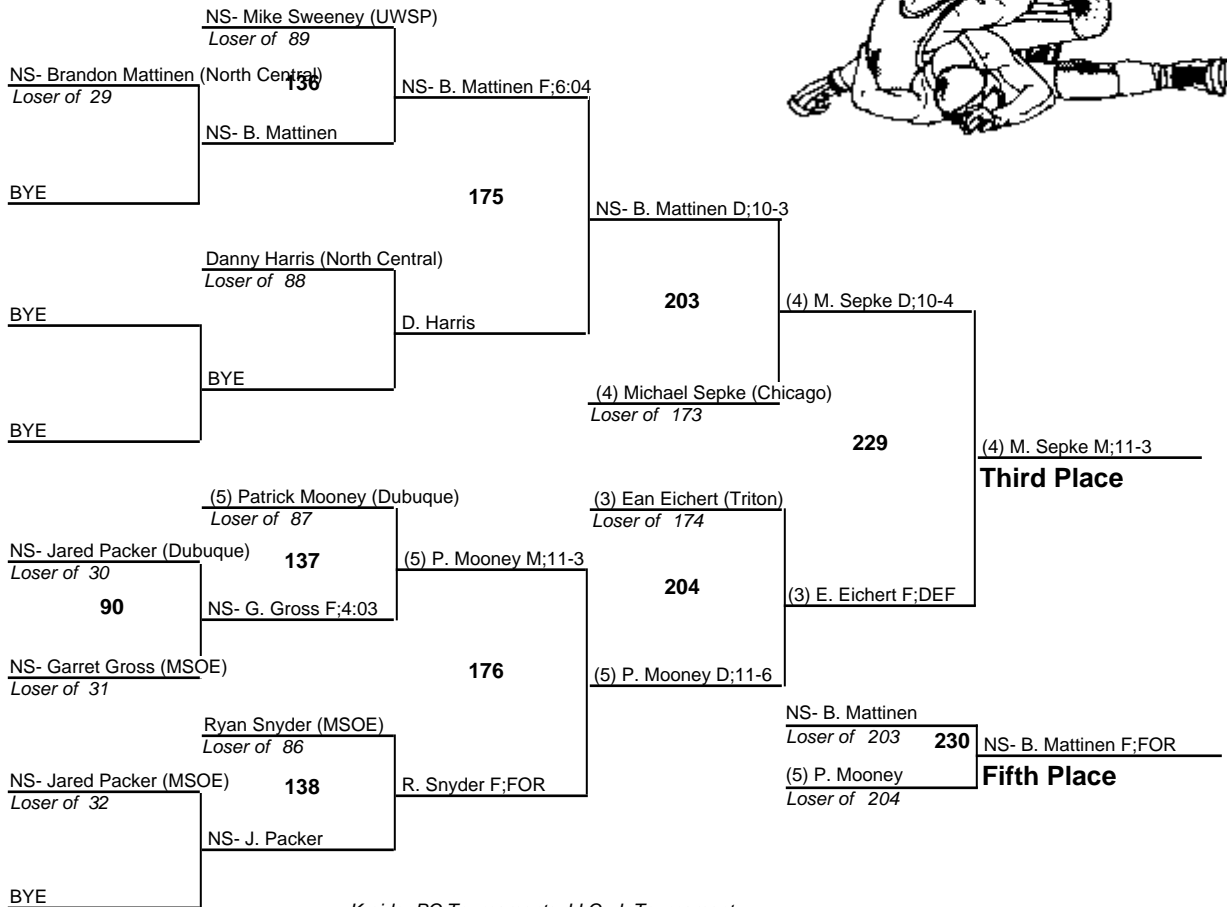 NS- Mike Sweeney (UWSP)
Loser of 89
NS- Brandon Mattinen (North Central)
136
Loser of 29
NS- B. Mattinen F;6:04
NS- B. Mattinen
BYE
175
NS- B. Mattinen D;10-3
Danny Harris (North Central)
Loser of 88
203
(4) M. Sepke D;10-4
BYE
D. Harris
BYE
(4) Michael Sepke (Chicago)
Loser of 173
BYE
229
(4) M. Sepke M;11-3
Third Place
(5) Patrick Mooney (Dubuque)
Loser of 87
(3) Ean Eichert (Triton)
Loser of 174
NS- Jared Packer (Dubuque)
Loser of 30
137
(5) P. Mooney M;11-3
90
NS- G. Gross F;4:03
204
(3) E. Eichert F;DEF
NS- Garret Gross (MSOE)
Loser of 31
176
(5) P. Mooney D;11-6
Ryan Snyder (MSOE)
Loser of 86
NS- B. Mattinen
Loser of 203
230
NS- B. Mattinen F;FOR
Fifth Place
NS- Jared Packer (MSOE)
Loser of 32
138
R. Snyder F;FOR
(5) P. Mooney
Loser of 204
NS- J. Packer
BYE